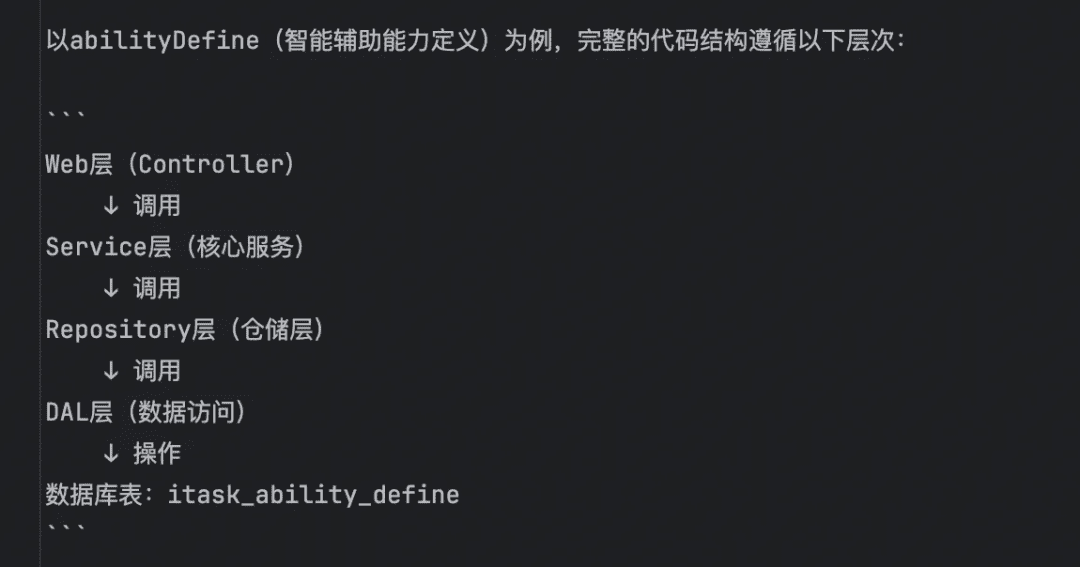 以abilityDefine（智能辅助能力定义）为例，完整的代码结构遵循以下层次：
```
Web层（Controller）
↓ 调用
Service层（核心服务）
↓ 调用
Repository层（仓储层）
↓ 调用
DAL层（数据访问）
↓ 操作
数据库表：itask_ability_define
```